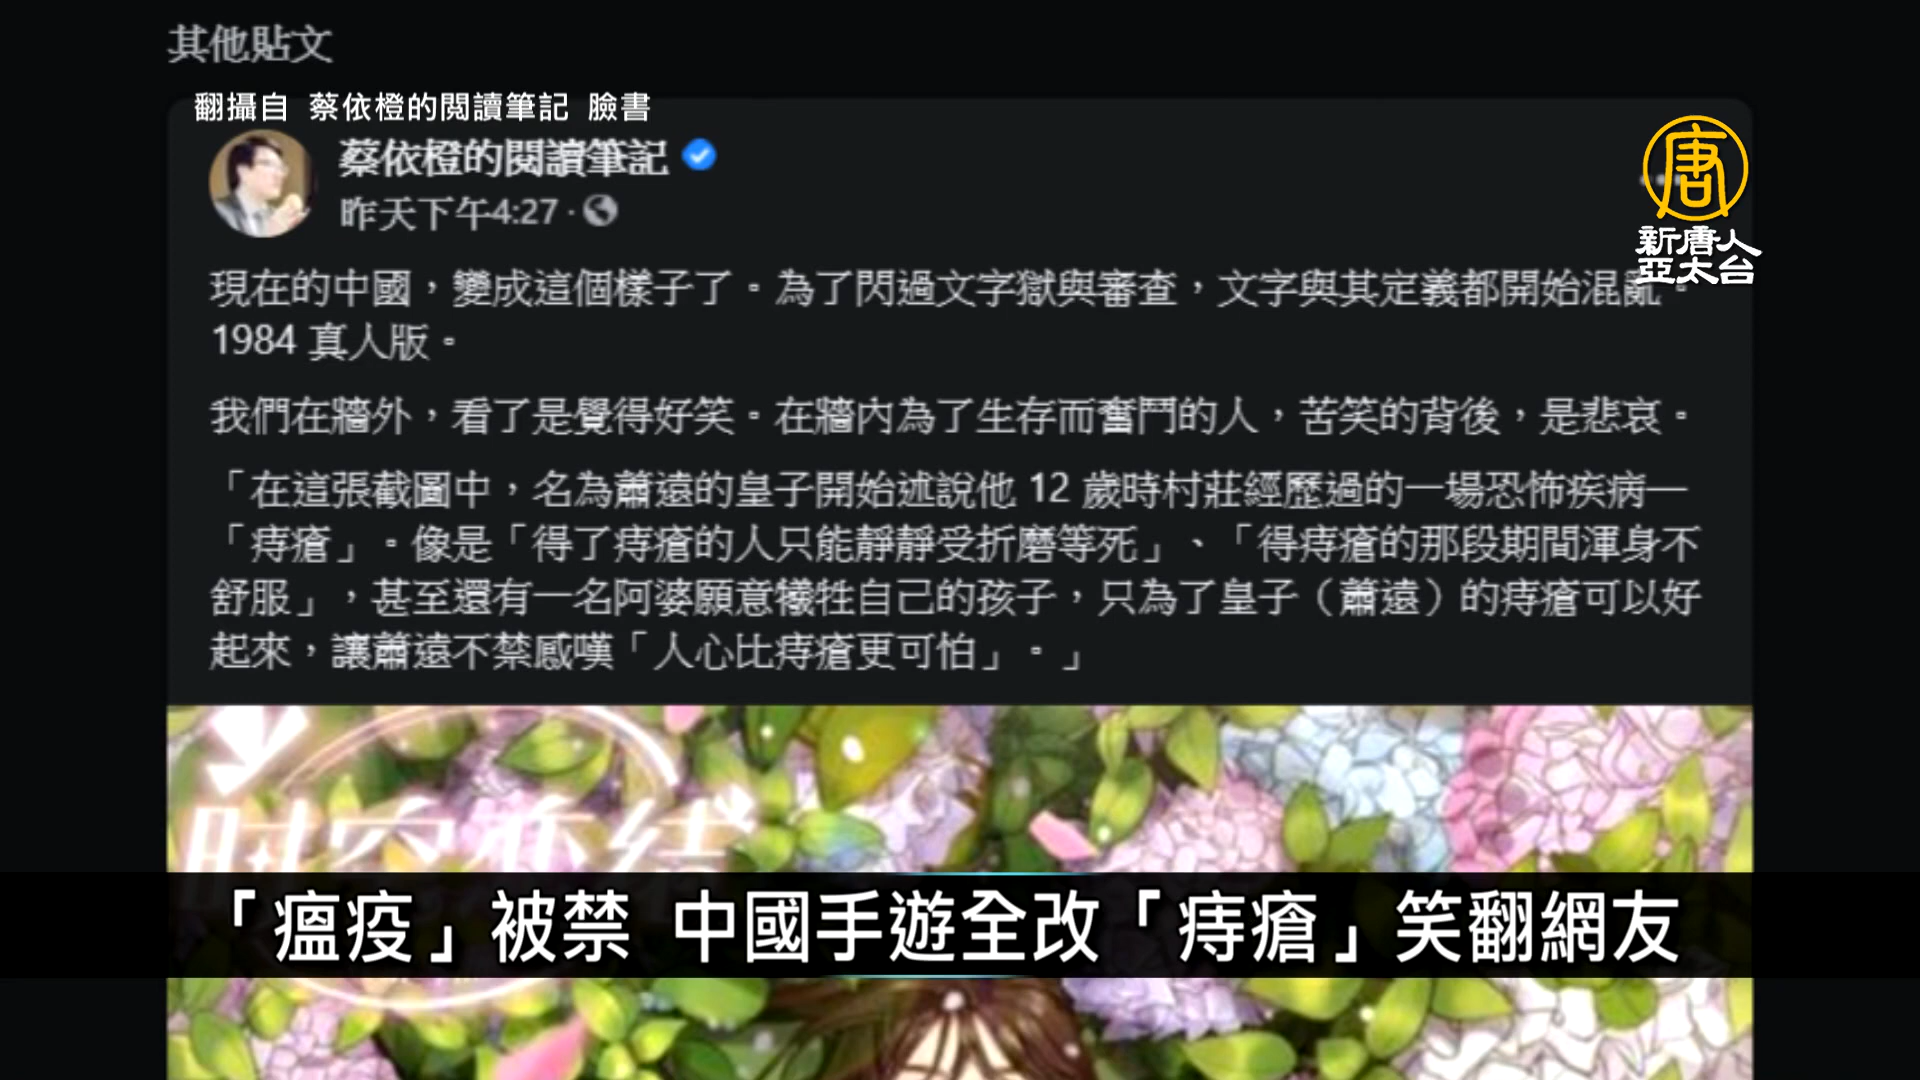 其他貼文
翻攝自 蔡依橙的閱讀筆記 臉書
蔡依橙的閱讀筆記
昨天下午4:27
新唐人
亞太台
現在的中國，變成這個樣子了。為了閃過文字獄與審查，文字與其定義都開始混亂。
1984 真人版。
我們在牆外，看了是覺得好笑。在牆內為了生存而奮鬥的人，苦笑的背後，是悲哀。
「在這張截圖中，名為蕭遠的皇子開始述說他 12 歲時村莊經歷過的一場恐怖疾病—
「痔瘡」。像是「得了痔瘡的人只能靜靜受折磨等死」、「得痔瘡的那段期間渾身不
舒服」，甚至還有一名阿婆願意犧牲自己的孩子，只為了皇子（蕭遠）的痔瘡可以好
起來，讓蕭遠不禁感嘆「人心比痔瘡更可怕」。」
时空恋结
「瘟疫」被禁 中國手遊全改「痔瘡」笑翻網友